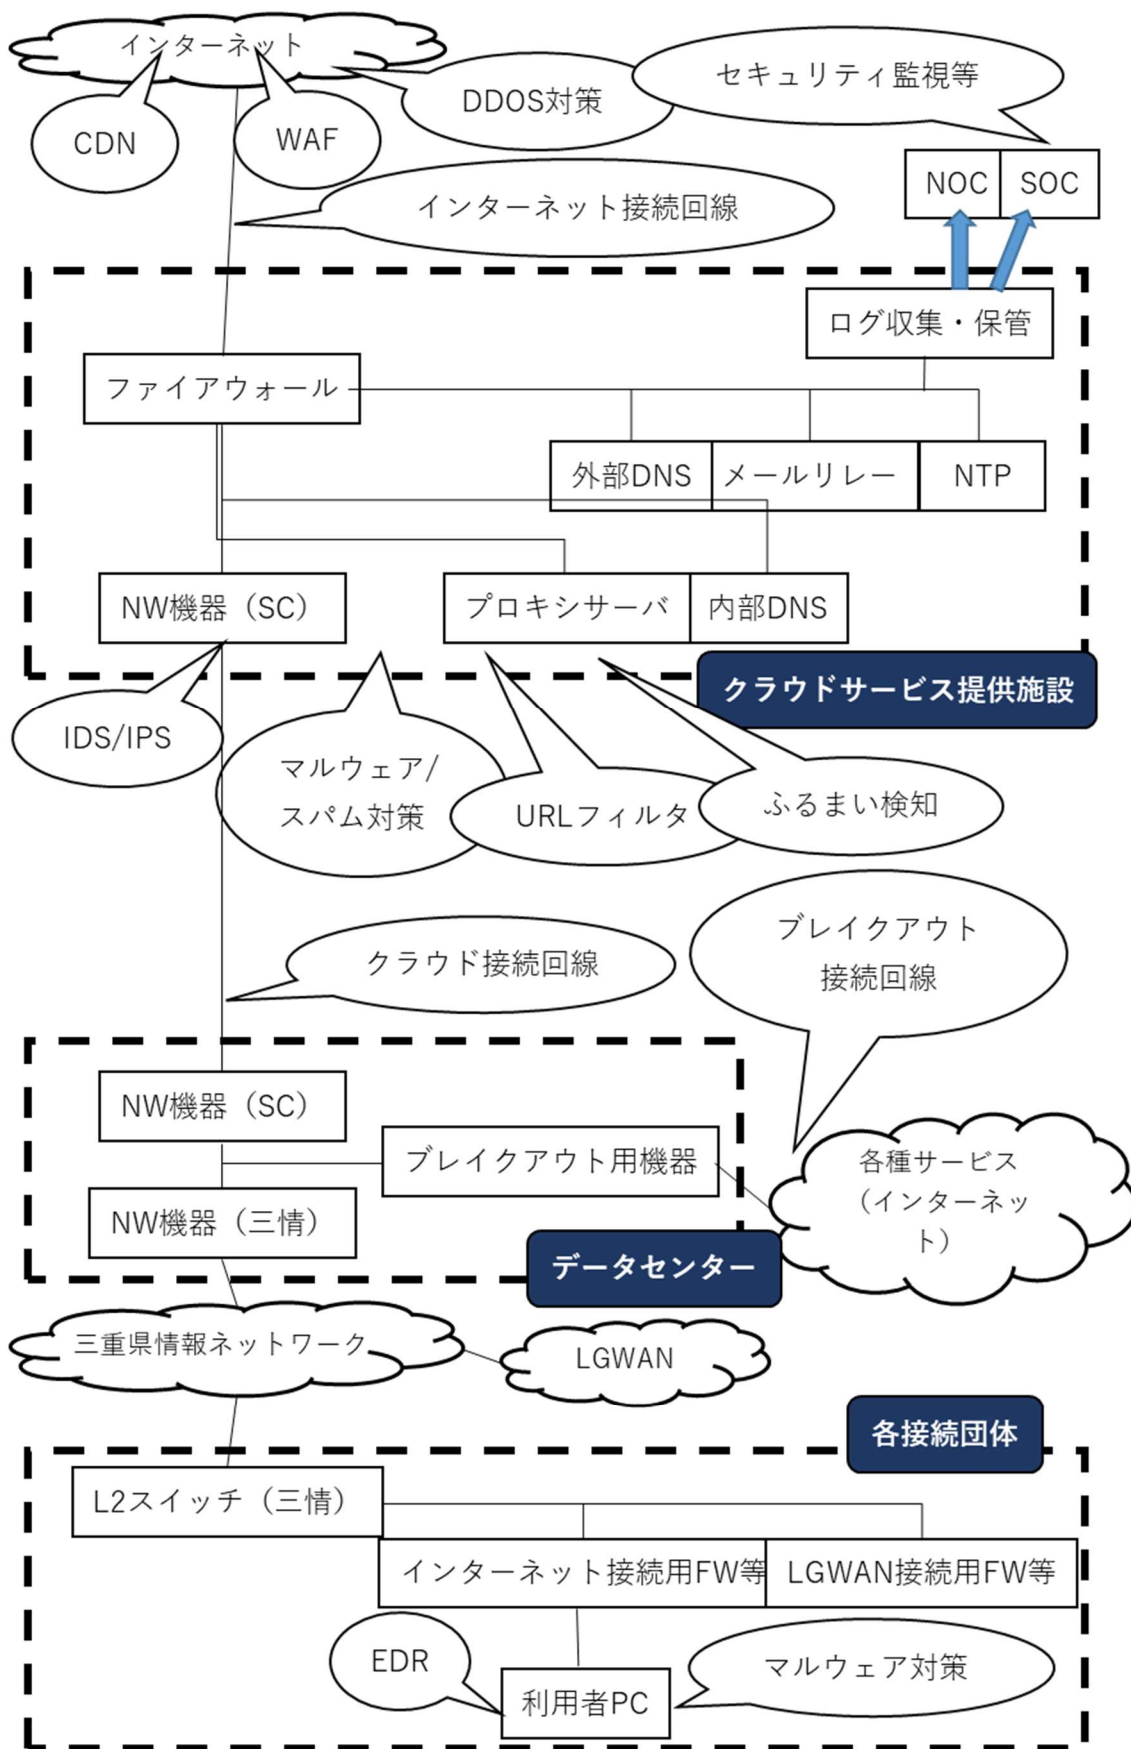 インターネット
セキュリティ監視等
DDOS対策
CDN
WAF
NOC
SOC
インターネット接続回線
ログ収集・保管
ファイアウォール
外部DNS
メールリレー
NTP
NW機器（SC）
プロキシサーバ
内部DNS
クラウドサービス提供施設
IDS/IPS
マルウェア/
スパム対策
URLフィルタ
ふるまい検知
ブレイクアウト
接続回線
クラウド接続回線
NW機器（SC）
ブレイクアウト用機器
各種サービス
（インターネッ
ト）
NW機器（三情）
データセンター
三重県情報ネットワーク
LGWAN
各接続団体
L2スイッチ（三情）
インターネット接続用FW等
LGWAN接続用FW等
EDR
マルウェア対策
利用者PC